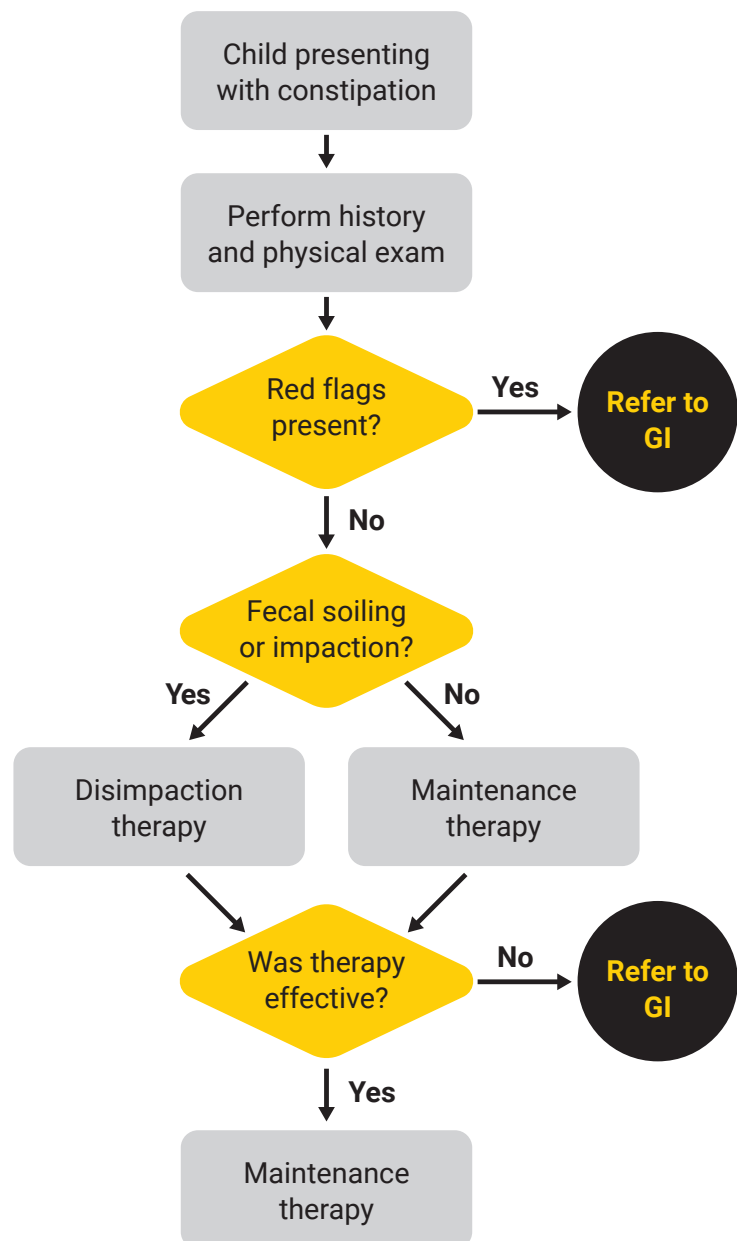 Child presenting
with constipation
Perform history
and physical exam
Red flags
present?
Yes
Refer to
GI
No
Fecal soiling
or impaction?
Yes
No
Disimpaction
therapy
Maintenance
therapy
Was therapy
effective?
No
Refer to
GI
Yes
Maintenance
therapy